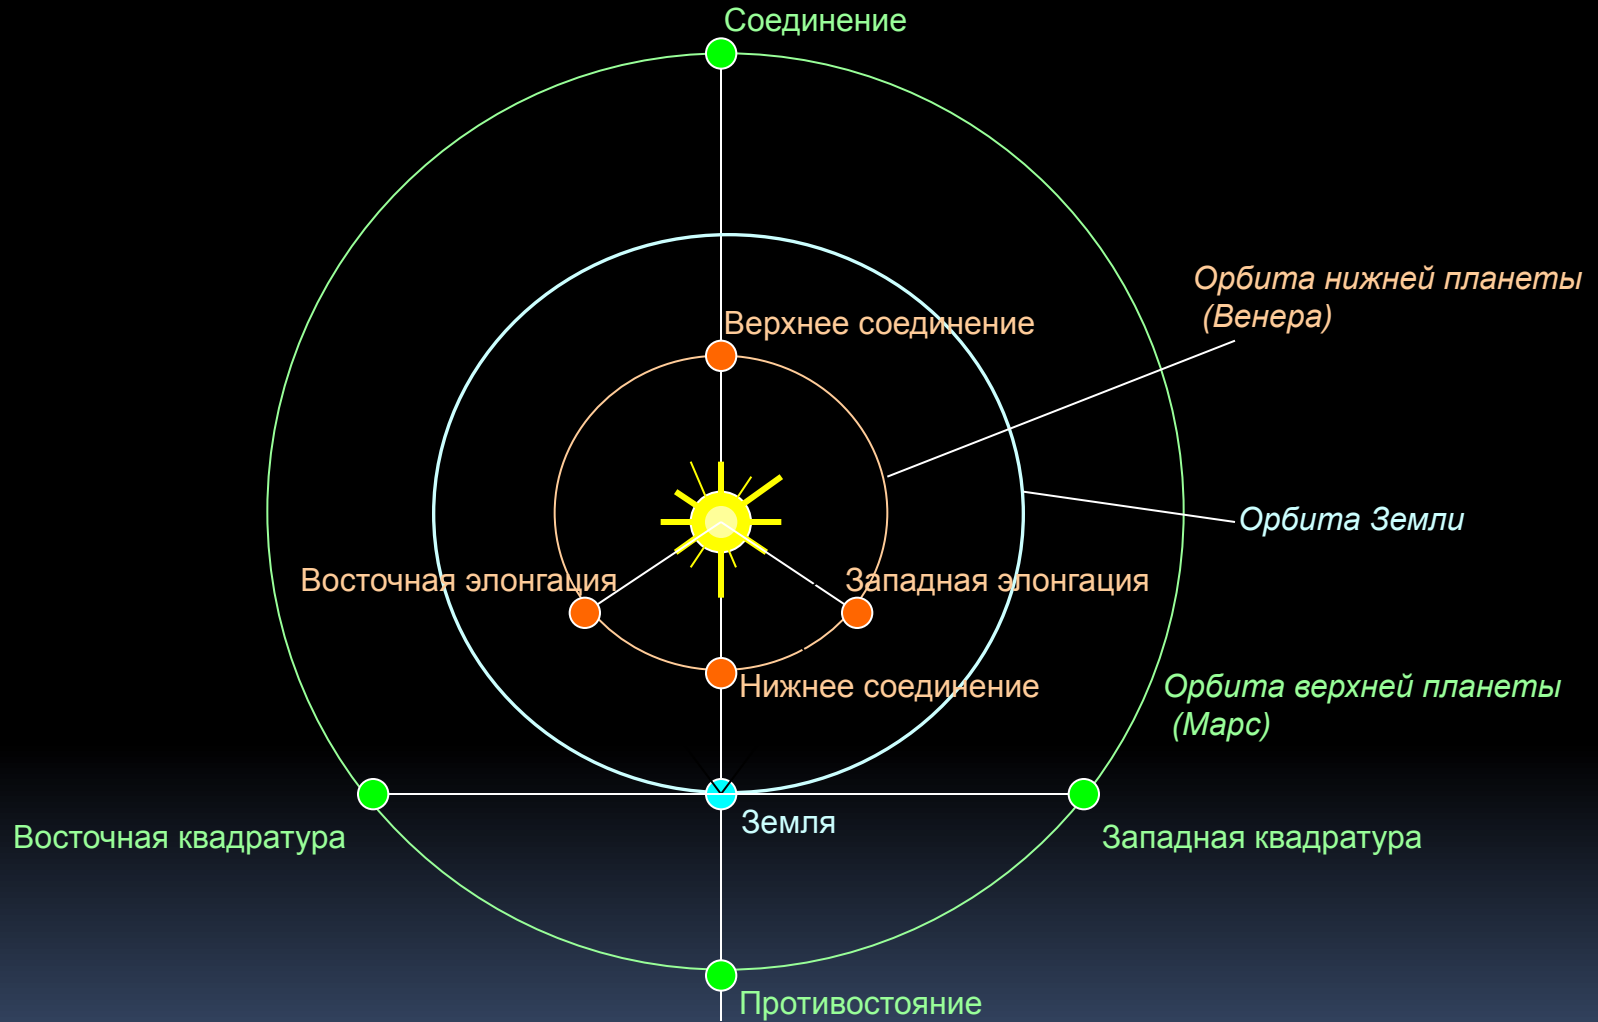 Соединение
Орбита нижней планеты
(Венера)
Верхнее соединение
Орбита Земли
Восточная элонгация
Западная элонгация
Нижнее соединение
Орбита верхней планеты
(Марс)
Земля
Восточная квадратура
Западная квадратура
Противостояние